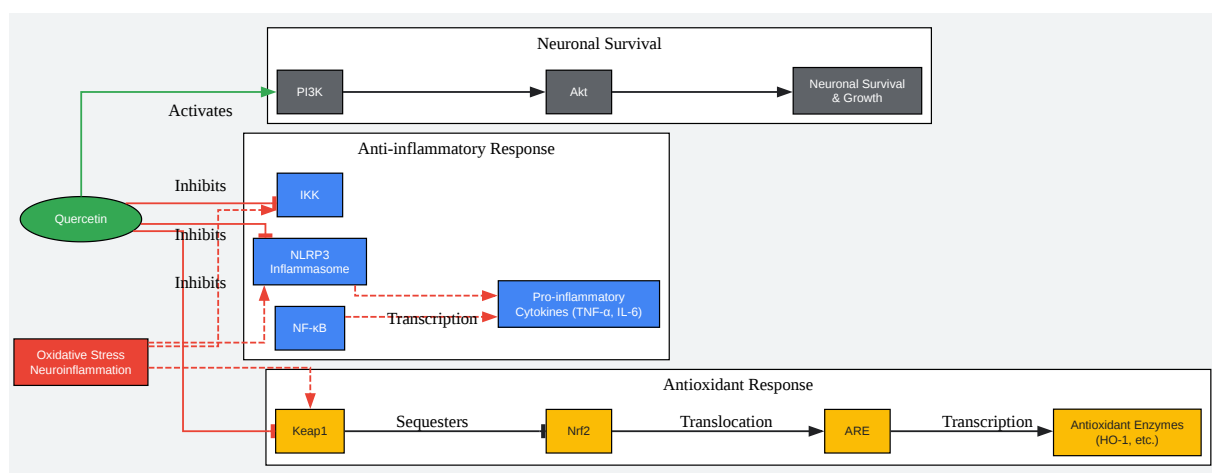 Neuronal Survival
PI3K
Akt
Neuronal Survival
& Growth
Activates
Anti-inflammatory Response
Inhibits
IKK
Quercetin
Inhibits
NLRP3
Inflammasome
Inhibits
Pro-inflammatory
Cytokines (TNF-α, IL-6)
NF-κB
Transcription
Oxidative Stress
Neuroinflammation
Antioxidant Response
Keap1
Sequesters
Nrf2
Translocation
ARE
Transcription
Antioxidant Enzymes
(HO-1, etc.)